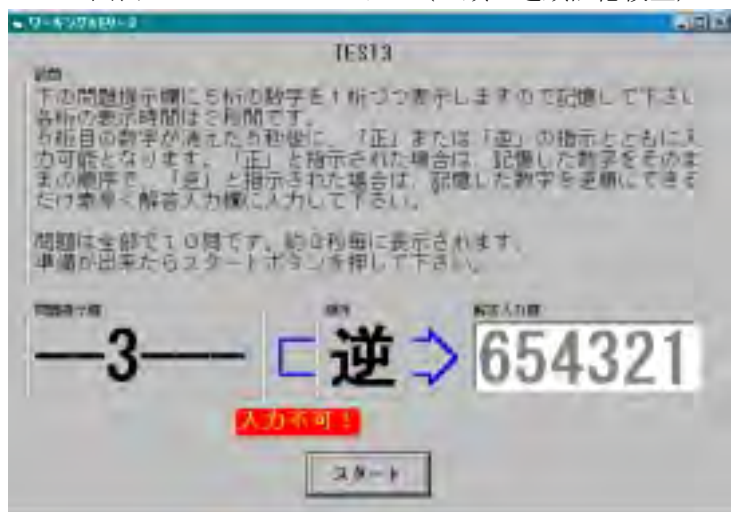 ワーキングメモリー3
TEST3
設問
下の問題提示欄に5桁の数字を1桁づつ表示しますので記憶して下さい
各桁の表示時間は2秒間です。
5桁目の数字が消えた5秒後に、「正」または「逆」の指示とともに入
力可能となります。「正」と指示された場合は、記憶した数字をそのま
まの順序で、「逆」と指示された場合は、記憶した数字を逆順にできる
だけ素早く解答入力欄に入力して下さい。
問題は全部で10問です。約3秒毎に表示されます。
準備が出来たらスタートボタンを押して下さい。
問題提示欄
解答入力欄
―3――
逆
654321
入力不可!
スタート